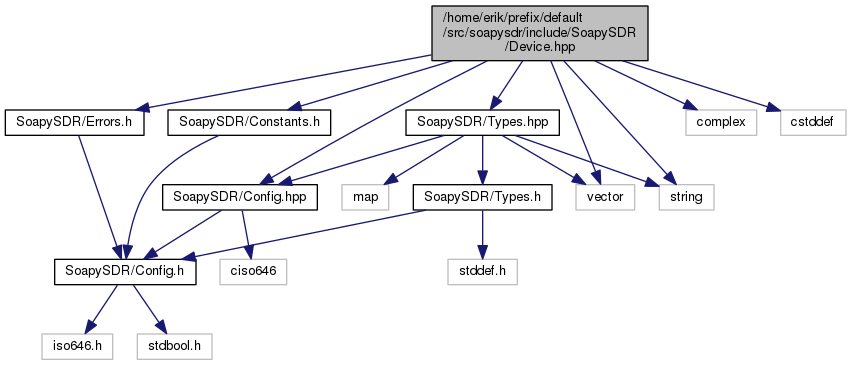 /home/erik/prefix/default
/src/soapysdr/include/SoapySDR
/Device.hpp
SoapySDR/Errors.h
SoapySDR/Constants.h
SoapySDR/Types.hpp
complex
cstddef
SoapySDR/Config.hpp
map
SoapySDR/Types.h
vector
string
SoapySDR/Config.h
ciso646
stddef.h
iso646.h
stdbool.h